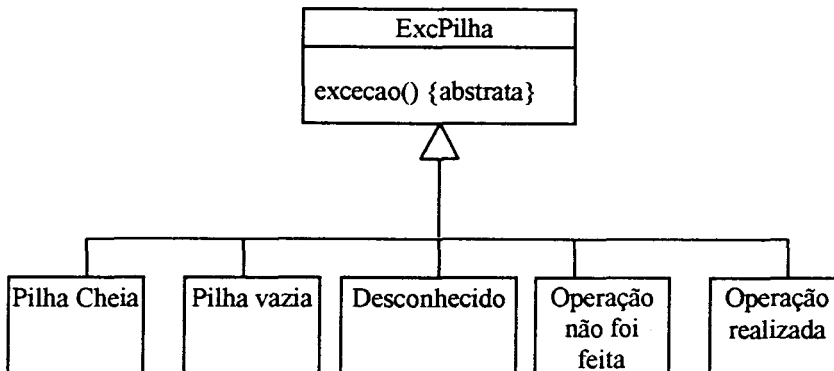 ExcPilha
excecao() {abstrata}
Pilha Cheia
Pilha vazia
Desconhecido
Operação
não foi
feita
Operação
realizada